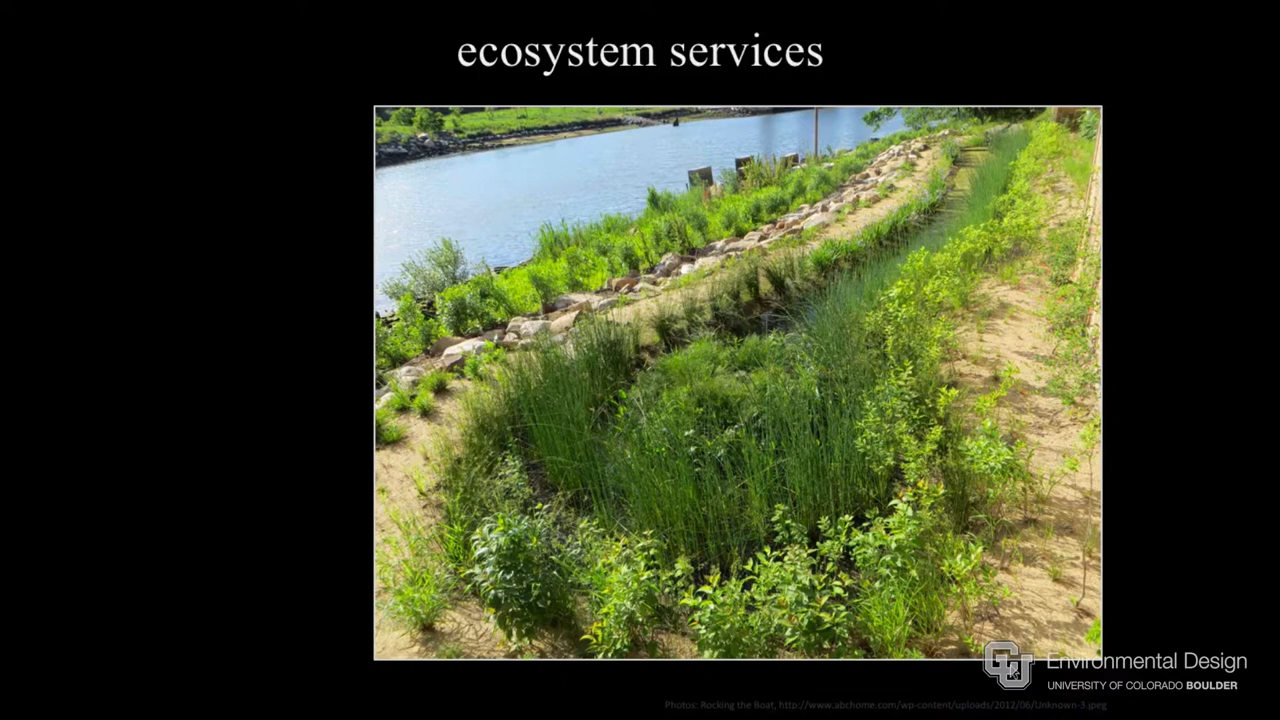 ecosystem services
CU
Environmental Design
UNIVERSITY OF COLORADO BOULDER
Photos: Rocking the Boat, http://www.abchome.com/wp-content/uploads/2012/06/Unknown-3.jpeg